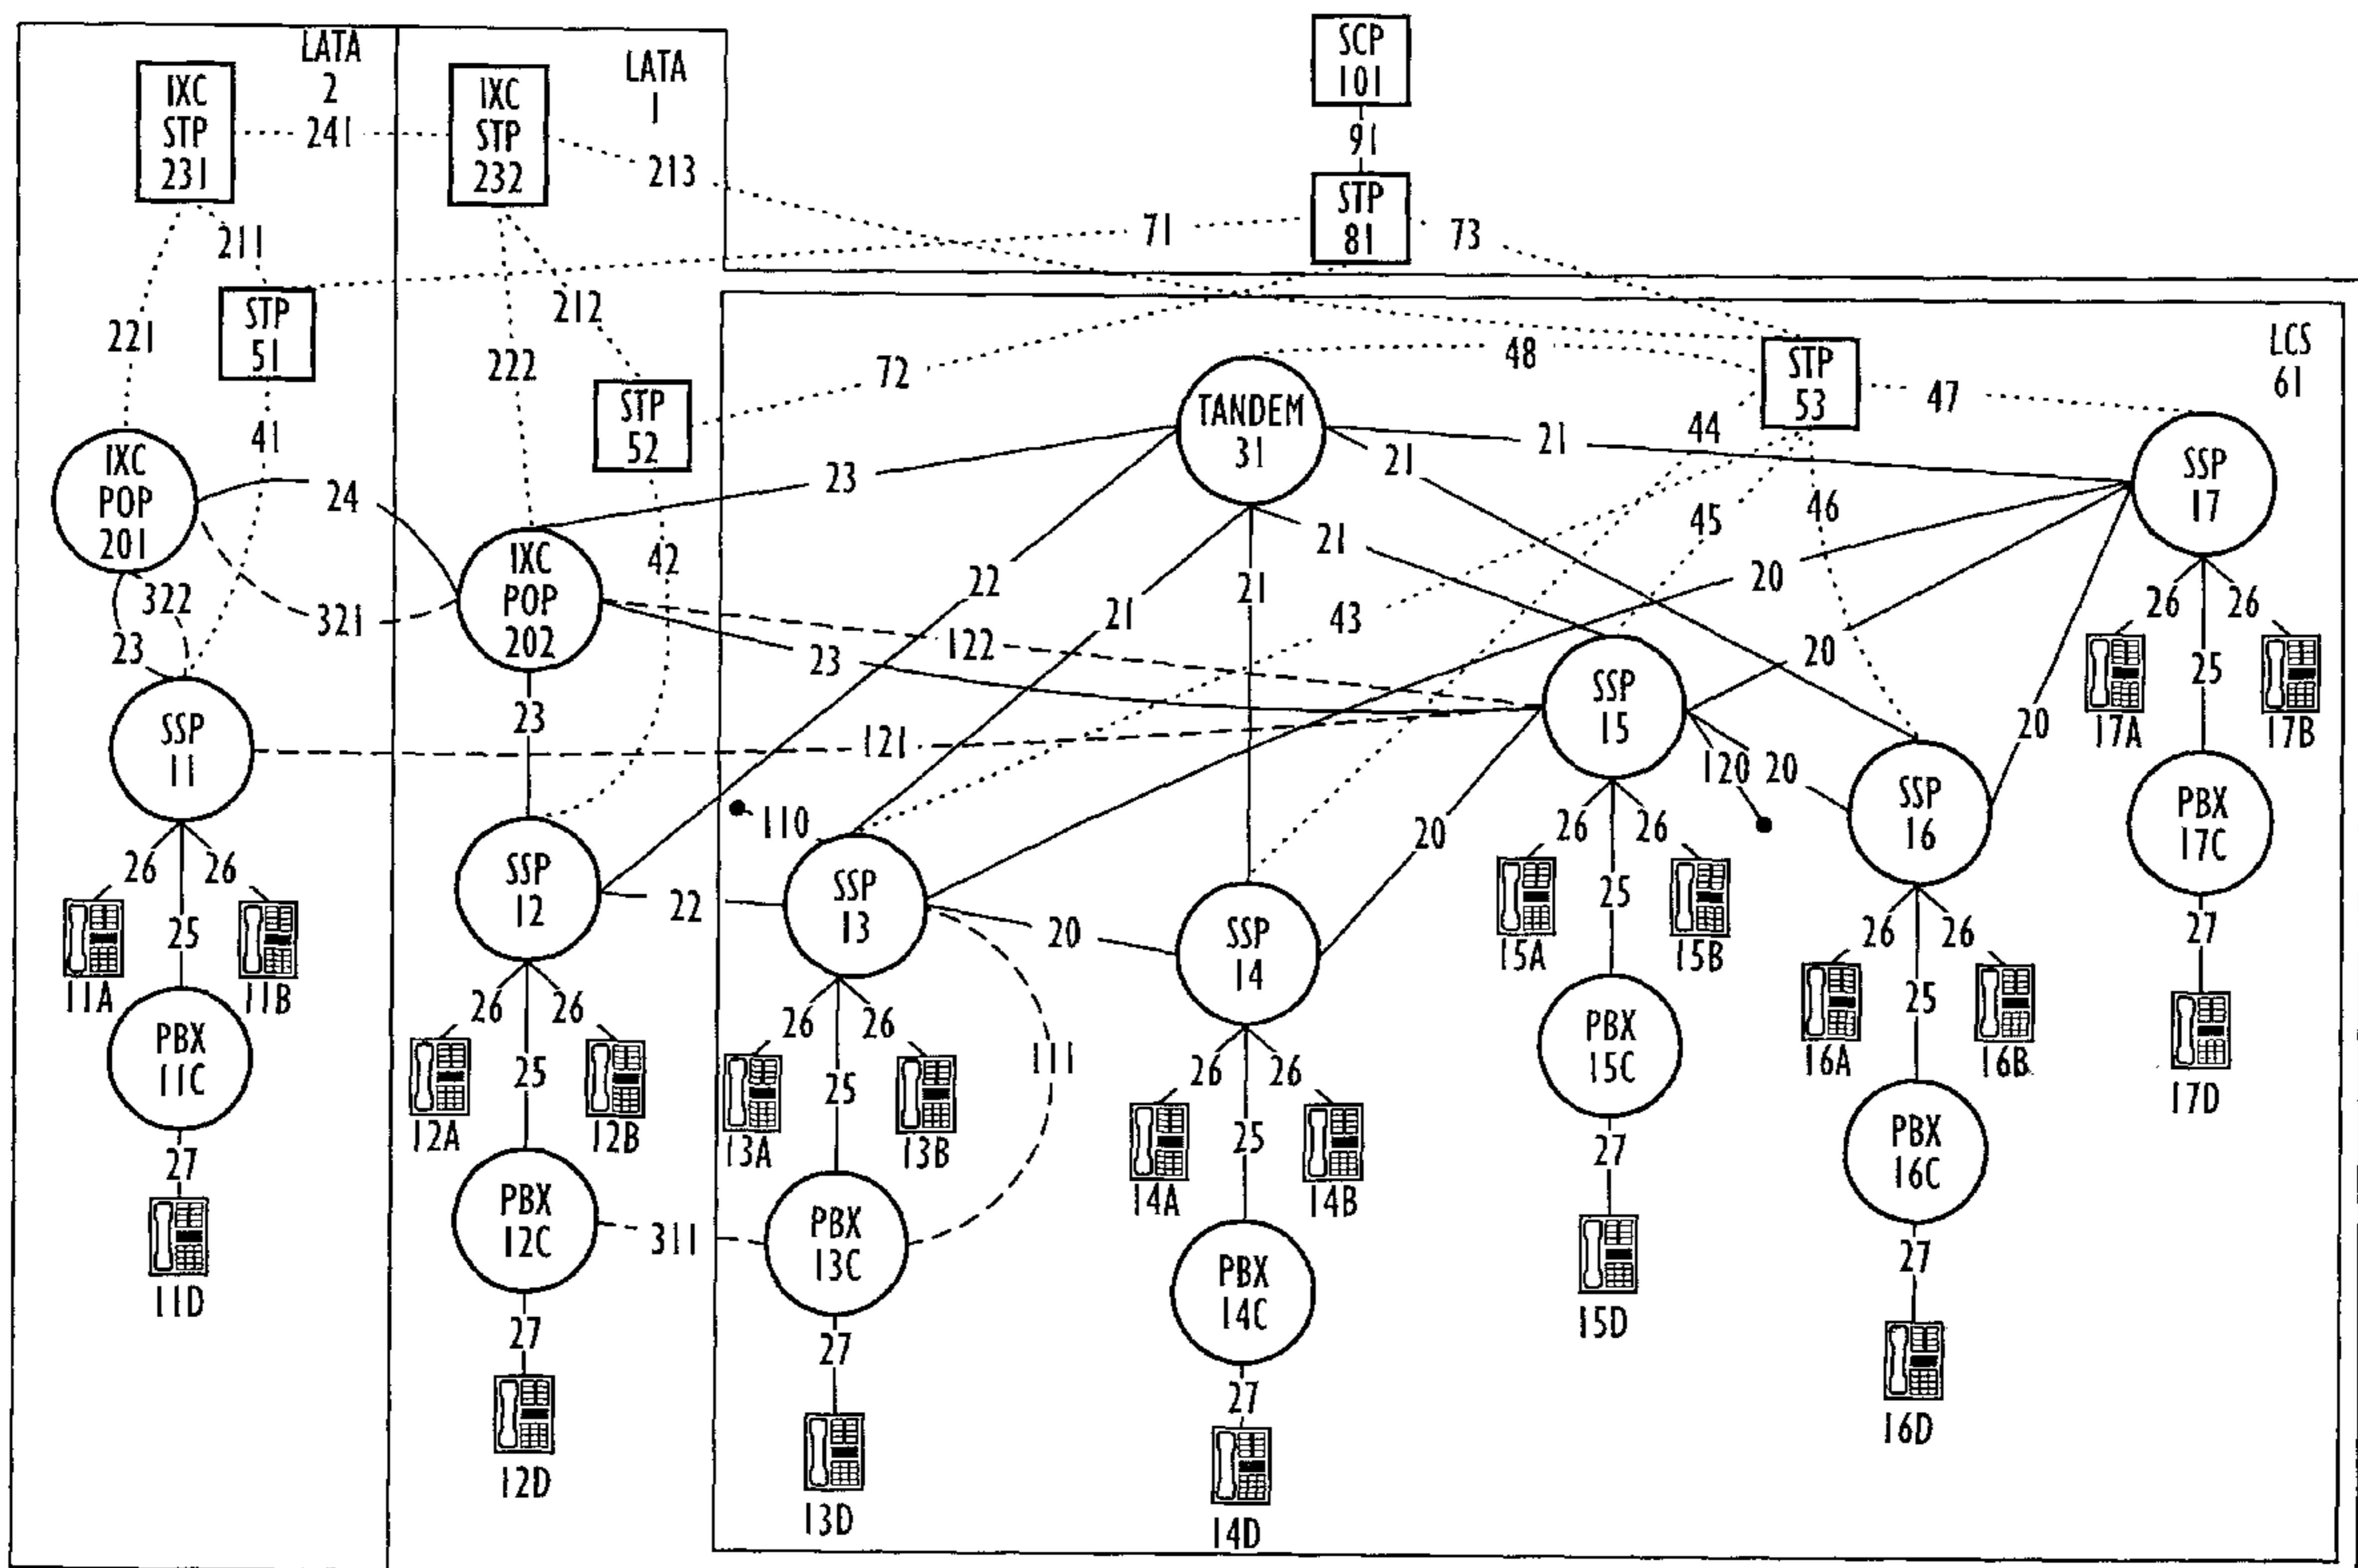 LATA
2
LATA
1
SCP
101
IXC
STP
231
241
IXC
STP
232
213
91
STP
81
71
73
211
212
221
STP
51
222
72
48
LCS
61
STP
53
47
STP
52
TANDEM
31
41
44
21
21
IXC
POP
201
24
23
SSP
17
45
46
21
42
IXC
POP
202
22
21
21
20
322
321
43
26
26
23
122
23
20
25
SSP
15
17A
17B
SSP
11
23
121
120
20
20
110
SSP
16
PBX
17C
20
26
26
26
26
SSP
12
SSP
13
22
20
SSP
14
25
25
15A
15B
26
26
27
11A
11B
25
26
26
26
26
PBX
11C
25
25
111
26
26
PBX
15C
16A
16B
17D
12A
12B
13A
13B
25
27
27
PBX
16C
11D
PBX
12C
311
PBX
13C
14A
14B
27
PBX
14C
15D
27
27
27
16D
12D
13D
14D